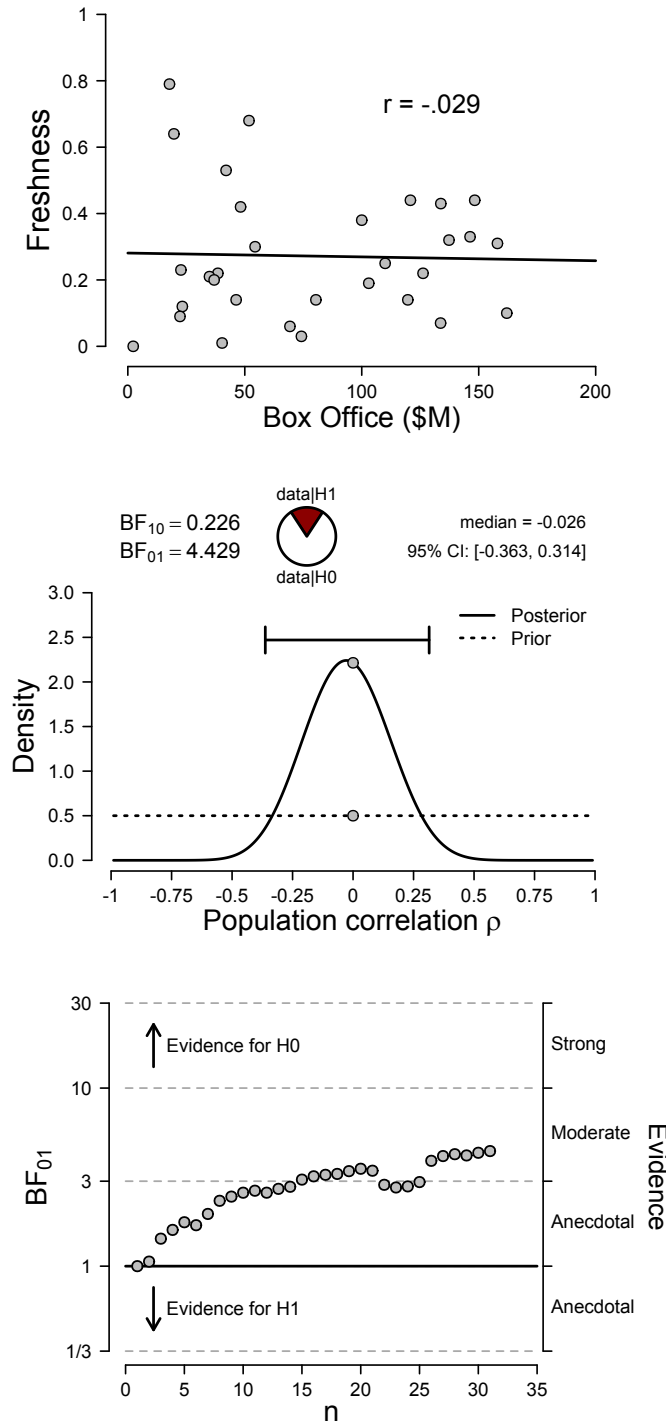 1
0.8
0.6
0.4
0.2
0
Freshness
r = -.029
0 50 100 150 200
Box Office ($M)
data|H1
BF10 = 0.226
BF01 = 4.429
data|H0
median = -0.026
95% CI: [-0.363, 0.314]
Posterior
Prior
3.0
2.5
2.0
1.5
1.0
0.5
0.0
Density
-1 -0.75 -0.5 -0.25 0 0.25 0.5 0.75 1
Population correlation ρ
30
10
3
1
1/3
BF01
Evidence for H0
Evidence for H1
Strong
Moderate
Anecdotal
Anecdotal
Evidence
0 5 10 15 20 25 30 35
n